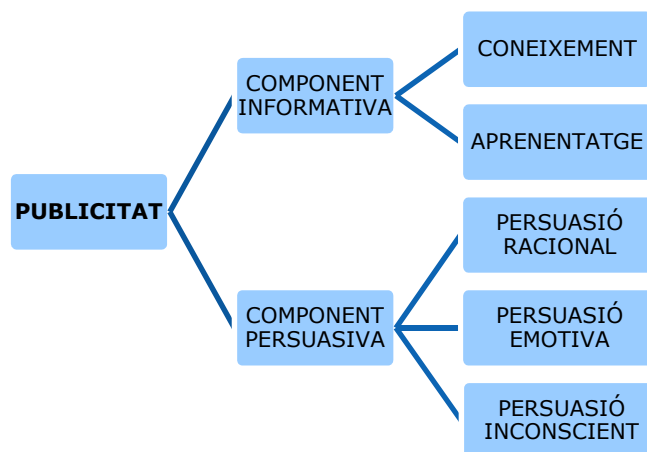 PUBLICITAT
COMPONENT
INFORMATIVA
CONEIXEMENT
APRENENTATGE
COMPONENT
PERSUASIVA
PERSUASIÓ
RACIONAL
PERSUASIÓ
EMOTIVA
PERSUASIÓ
INCONSCIENT